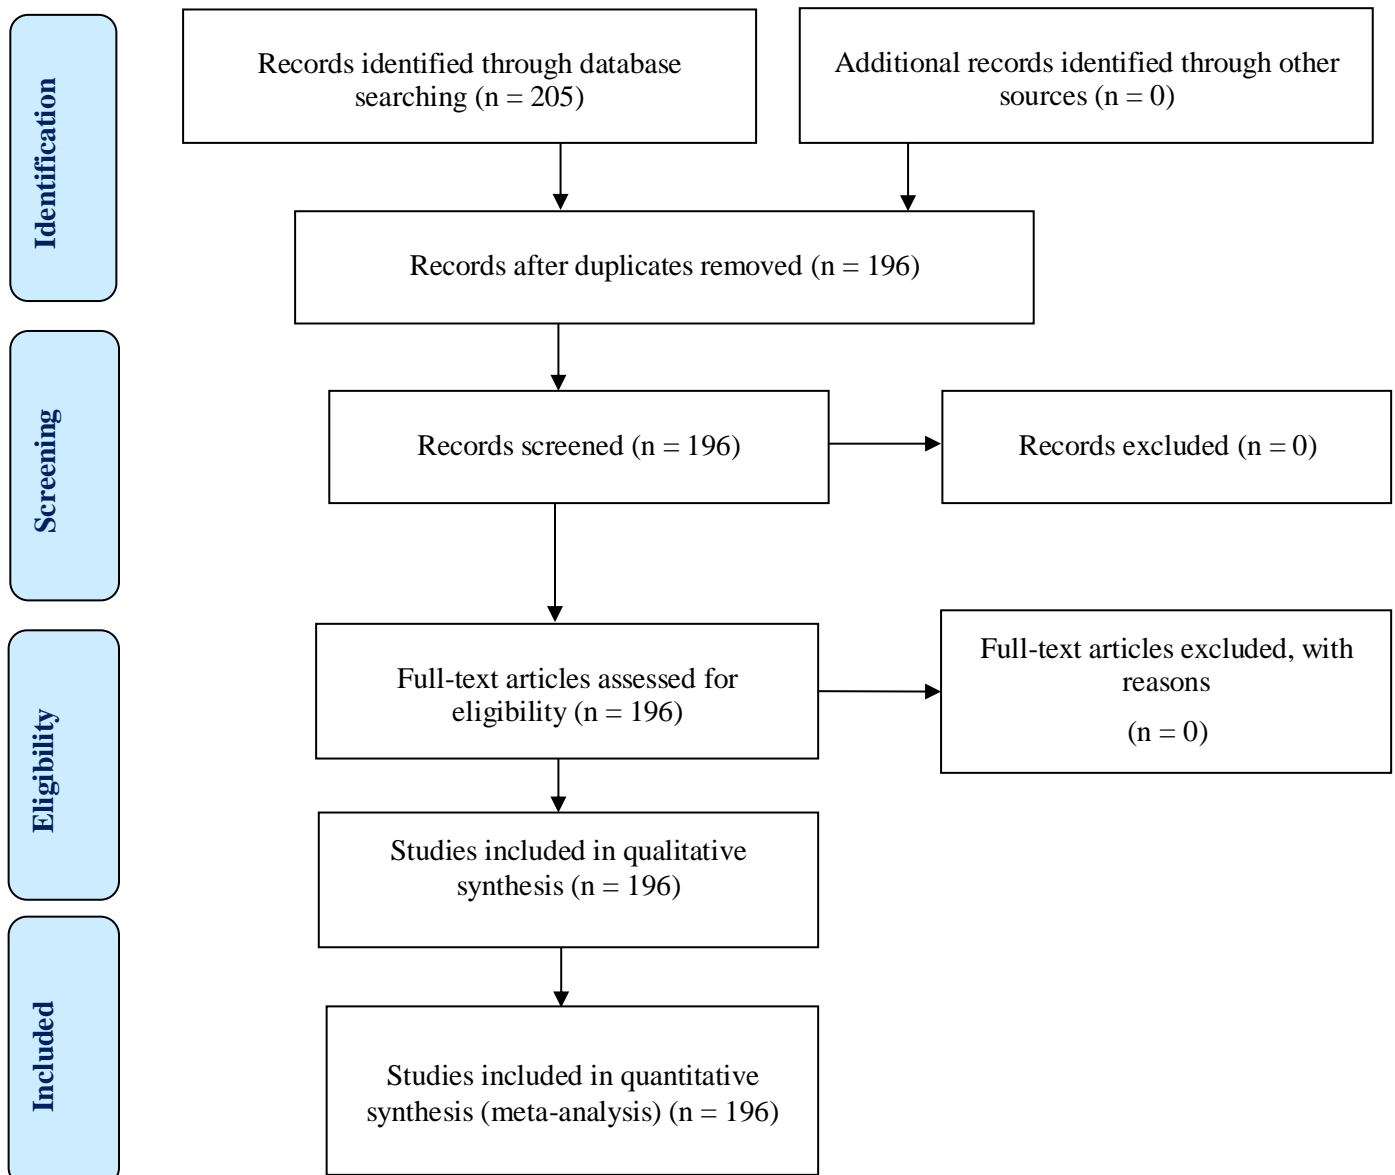 Identification
Records identified through database
searching (n = 205)
Additional records identified through other
sources (n = 0)
Records after duplicates removed (n = 196)
Screening
Records screened (n = 196)
Records excluded (n = 0)
Eligibility
Full-text articles assessed for
eligibility (n = 196)
Full-text articles excluded, with
reasons
(n = 0)
Studies included in qualitative
synthesis (n = 196)
Included
Studies included in quantitative
synthesis (meta-analysis) (n = 196)